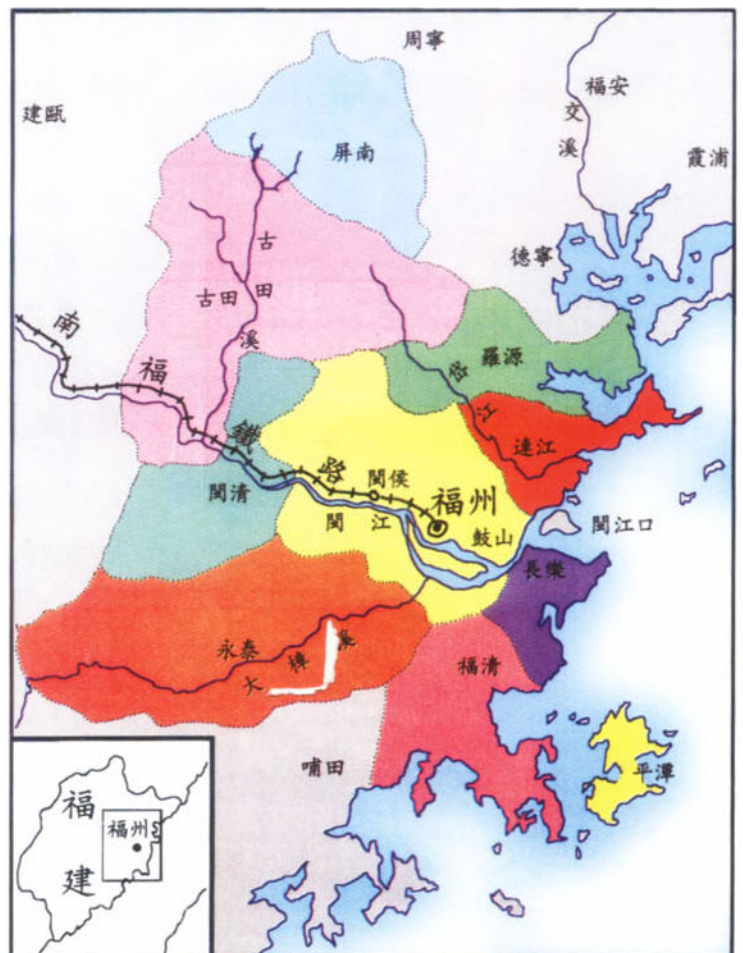 周寧
福安
建甌
交溪
屏南
霞浦
德寧
古田溪
古田
南福鐵路
岱江
羅源
連江
閩侯
閩清
福州
閩江
鼓山
閩江口
長樂
永泰
大樟溪
福清
哺田
平潭
福建
福州